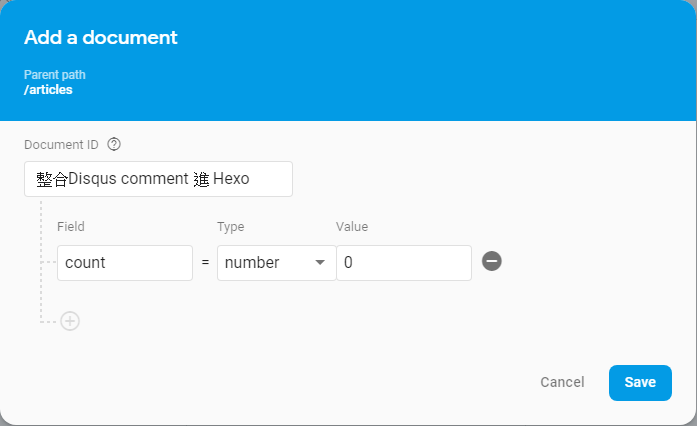 Add a document
Parent path
/articles
Document ID
整合Disqus comment 進 Hexo
Field Type Value
count = number 0
Cancel Save